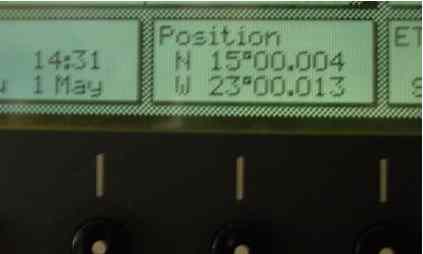 14:31
1 May
Position
N 15°00.004
W 23°00.013
ET